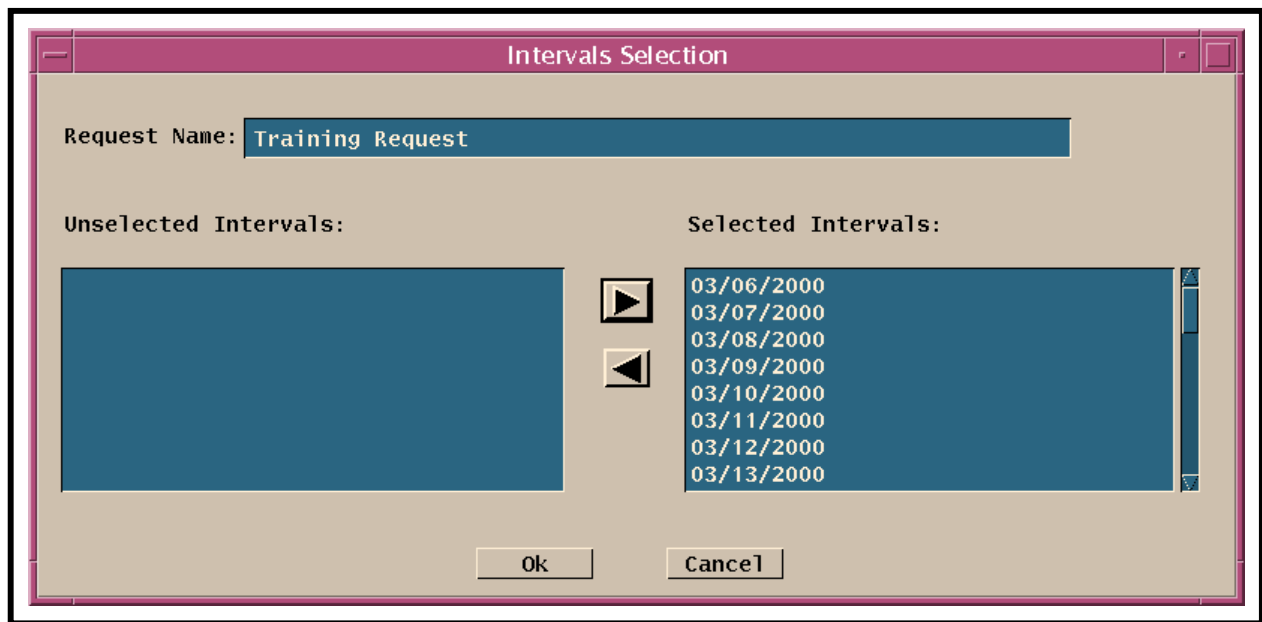 Intervals Selection
Request Name: Training Request
Unselected Intervals:
Selected Intervals:
03/06/2000
03/07/2000
03/08/2000
03/09/2000
03/10/2000
03/11/2000
03/12/2000
03/13/2000
Ok
Cancel